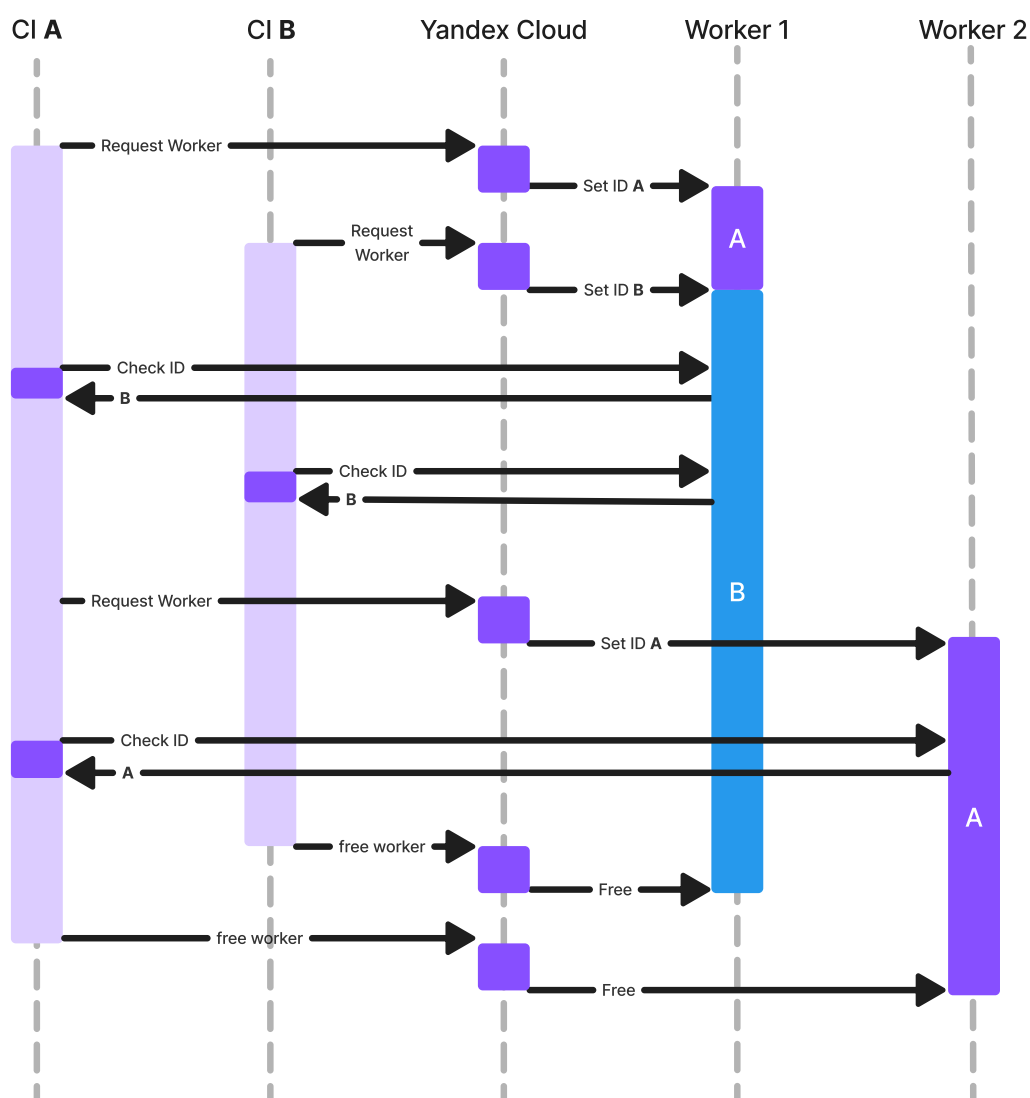 CI A
CI B
Yandex Cloud
Worker 1
Worker 2
Request Worker
Set ID A
Request
Worker
A
Set ID B
Check ID
B
Check ID
B
B
Request Worker
Set ID A
Check ID
A
A
free worker
Free
free worker
Free